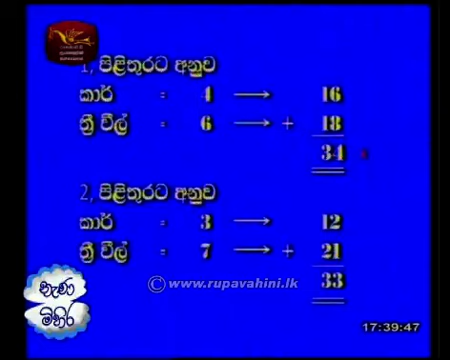 1, පිළිතුරට අනුව
කාර් = 4 → 16
ත්‍රී වීල් = 6 → + 18
34
2, පිළිතුරට අනුව
කාර් = 3 → 12
ත්‍රී වීල් = 7 → + 21
33
© www.rupavahini.lk
නැණ
මිහිර
17:39:47